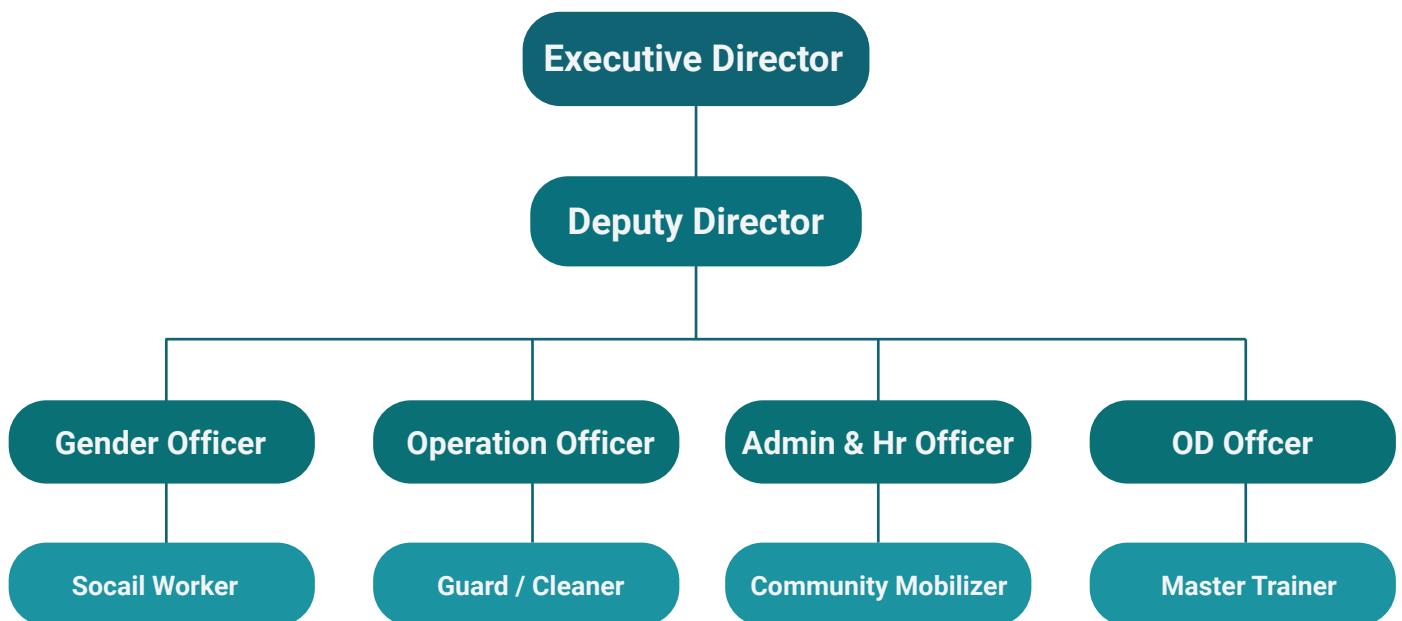 Executive Director
Deputy Director
Gender Officer
Operation Officer
Admin & Hr Officer
OD Offcer
Socail Worker
Guard / Cleaner
Community Mobilizer
Master Trainer